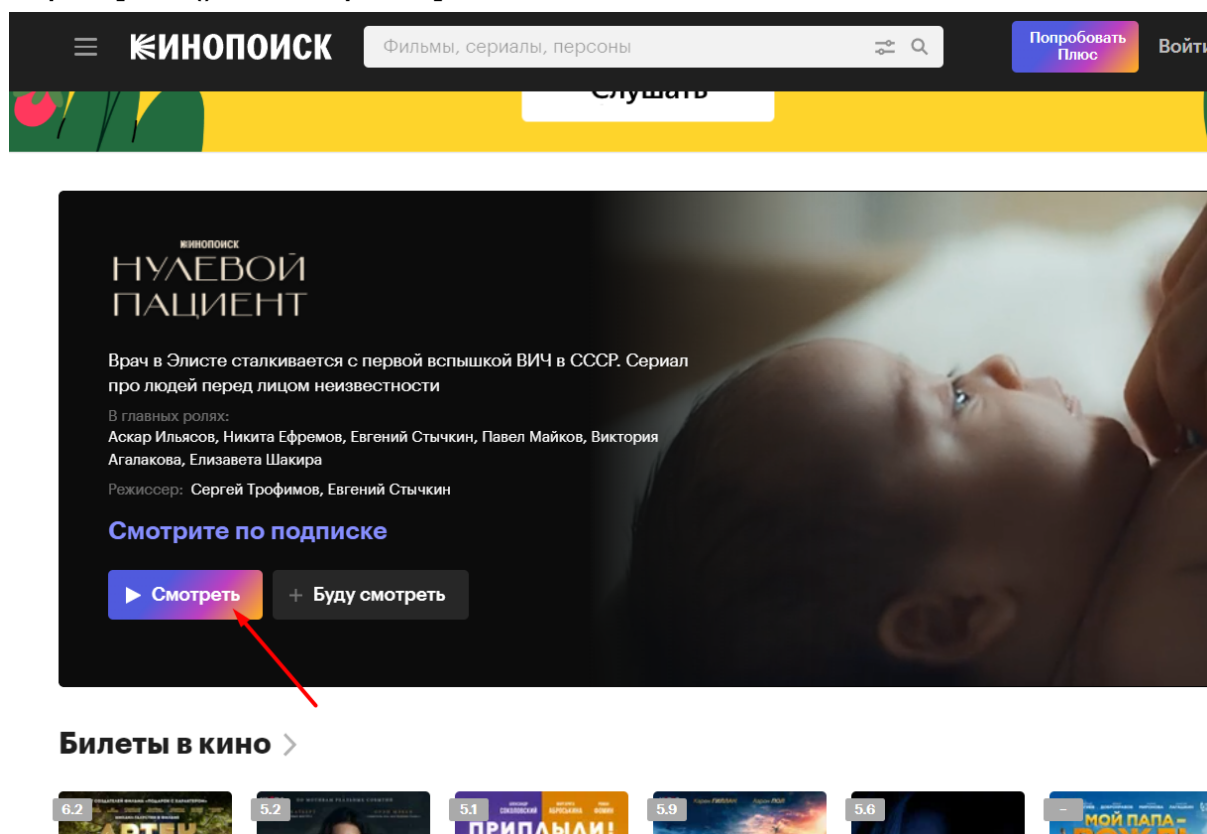 КИНОПОИСК
Фильмы, сериалы, персоны
Попробовать
Плюс
Войти
Слушать
КИНОПОИСК
НУЛЕВОЙ
ПАЦИЕНТ
Врач в Элисте сталкивается с первой вспышкой ВИЧ в СССР. Сериал
про людей перед лицом неизвестности
В главных ролях:
Аскар Ильясов, Никита Ефремов, Евгений Стычкин, Павел Майков, Виктория
Агалакова, Елизавета Шакира
Режиссер: Сергей Трофимов, Евгений Стычкин
Смотрите по подписке
Смотреть
+ Буду смотреть
Билеты в кино
6.2
5.2
5.1
5.9
5.6
–
АРТЕК
ПРИПЛЫЛИ!
МОЙ ПАПА –